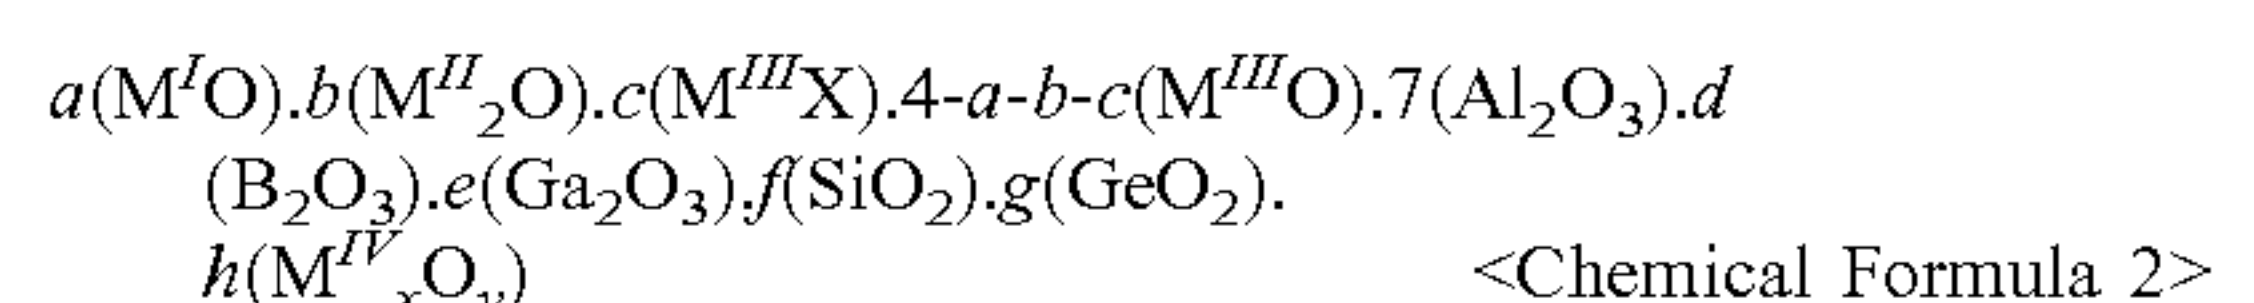 a(M^IO).b(M^II_2O).c(M^IIIX).4-a-b-c(M^IIIO).7(Al_2O_3).d
(B_2O_3).e(Ga_2O_3).f(SiO_2).g(GeO_2).
h(M^IV_xO_y) <Chemical Formula 2>